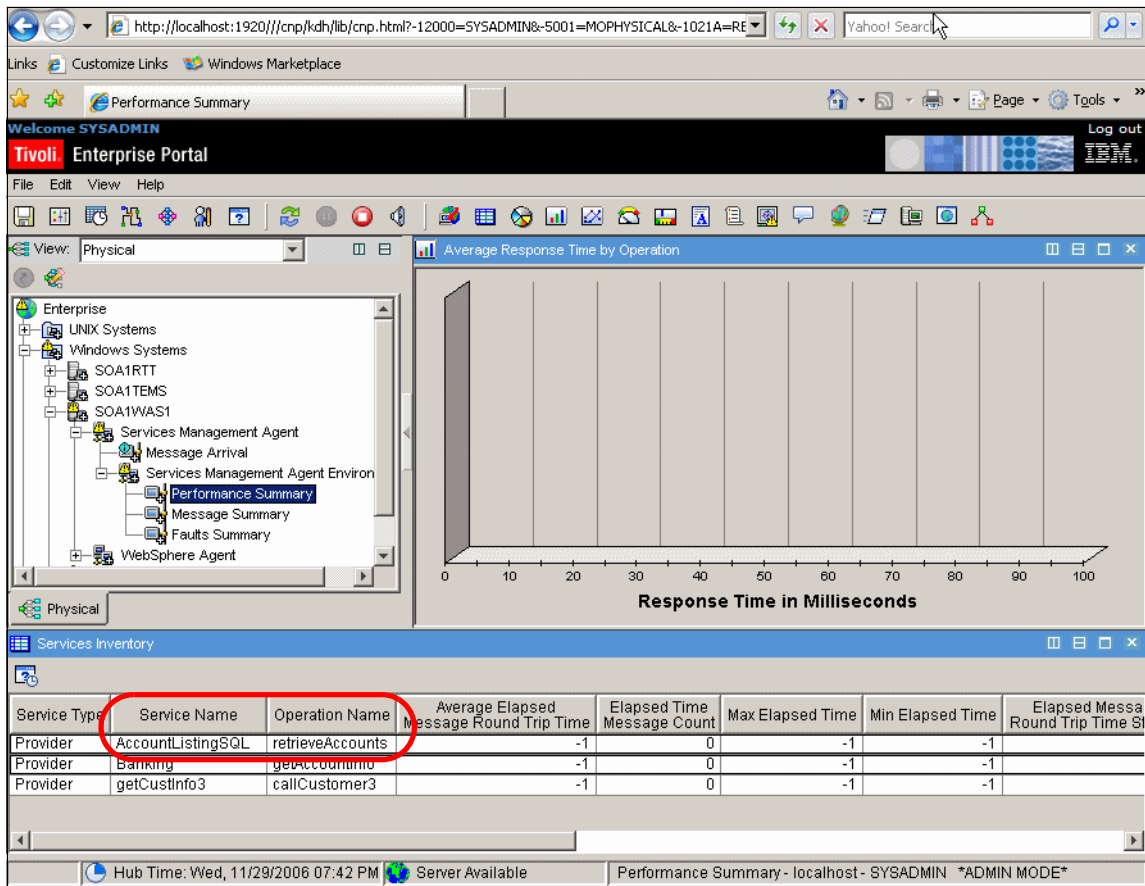 http://localhost:1920///cnp/kdh/lib/cnp.html?-12000=SYSADMIN&-5001=MOPHYSICAL&-1021A=RE
Yahoo! Searc
Links Customize Links Windows Marketplace
Performance Summary
Page Tools »
Welcome SYSADMIN
Log out
Tivoli. Enterprise Portal
IBM.
File Edit View Help
View: Physical
Average Response Time by Operation
Enterprise
UNIX Systems
Windows Systems
SOA1RTT
SOA1TEMS
SOA1WAS1
Services Management Agent
Message Arrival
Services Management Agent Environ
Performance Summary
Message Summary
Faults Summary
WebSphere Agent
0 10 20 30 40 50 60 70 80 90 100
Response Time in Milliseconds
Physical
Services Inventory
Service Type Service Name Operation Name Average Elapsed Message Round Trip Time Elapsed Time Message Count Max Elapsed Time Min Elapsed Time Elapsed Messa Round Trip Time St
Provider AccountListingSQL retrieveAccounts -1 0 -1 -1
Provider Banking getAccountInfo -1 0 -1 -1
Provider getCustInfo3 callCustomer3 -1 0 -1 -1
Hub Time: Wed, 11/29/2006 07:42 PM Server Available Performance Summary - localhost - SYSADMIN *ADMIN MODE*